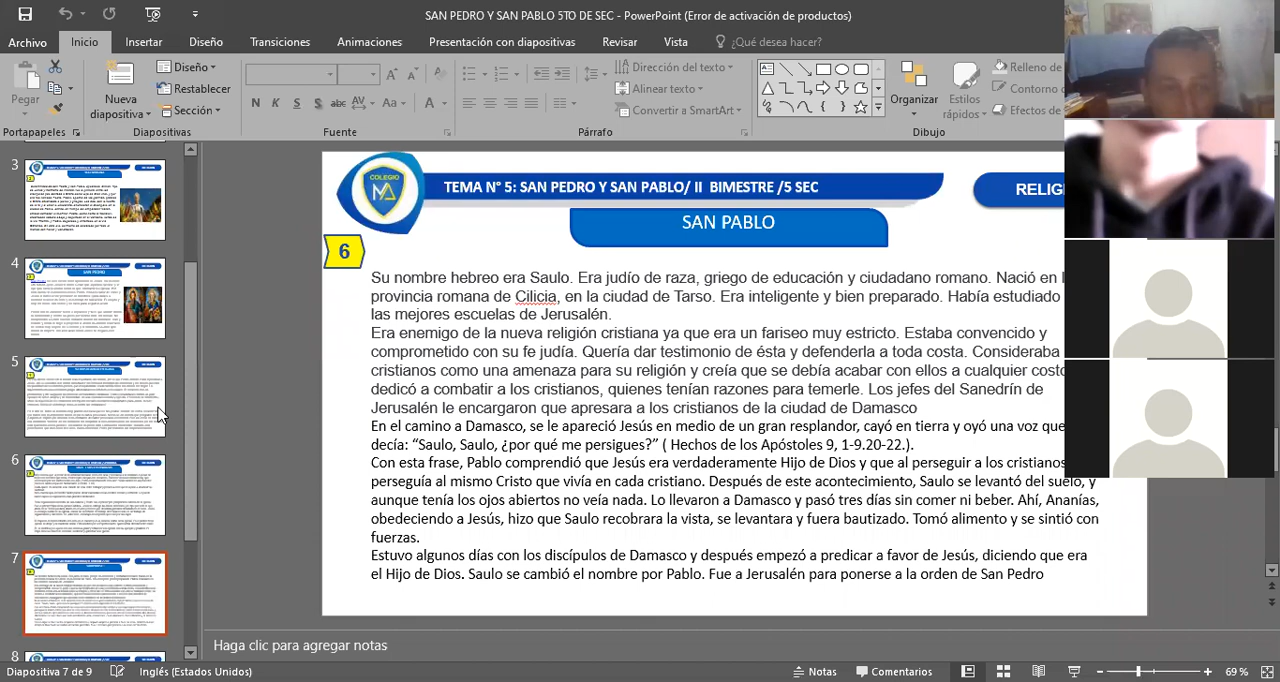 SAN PEDRO Y SAN PABLO 5TO DE SEC - PowerPoint (Error de activación de productos)
Archivo Inicio Insertar Diseño Transiciones Animaciones Presentación con diapositivas Revisar Vista ¿Qué desea hacer?
Pegar
Nueva diapositiva
Diseño
Restablecer
Sección
N K S S abc AV Aa A
Dirección del texto
Alinear texto
Convertir a SmartArt
Organizar
Estilos rápidos
Relleno de
Contorno
Efectos de
Portapapeles Diapositivas Fuente Párrafo Dibujo
3
4
SAN PEDRO
5
6
7
8
COLEGIO
MA
TEMA Nº 5: SAN PEDRO Y SAN PABLO/ II BIMESTRE /5 SEC
RELIG
SAN PABLO
6
Su nombre hebreo era Saulo. Era judío de raza, griego de educación y ciudadano romano. Nació en l
provincia romana de Cilicia, en la ciudad de Tarso. Era inteligente y bien preparado. Había estudiado
las mejores escuelas de Jerusalén.
Era enemigo de la nueva religión cristiana ya que era un fariseo muy estricto. Estaba convencido y
comprometido con su fe judía. Quería dar testimonio de ésta y defenderla a toda costa. Consideraba
cristianos como una amenaza para su religión y creía que se debía acabar con ellos a cualquier costo
a combatir a los cristianos, quienes tenían razones para temerle. Los jefes del Sanedrín de
Jerusalén le encargaron que apresara a los cristianos de la ciudad de Damasco.
En el camino a Damasco, se le apareció Jesús en medio de un gran resplandor, cayó en tierra y oyó una voz que
decía: “Saulo, Saulo ¿por qué me persigues?” ( Hechos de los Apóstoles 9, 1-9.20-22.).
Con esta frase, Pablo comprendió que Jesús era verdaderamente Hijo de Dios y que al perseguir a los cristianos
perseguía al mismo Cristo que vivía en cada cristiano. Después de este acontecimiento, Saulo se levantó del suelo, y
aunque tenía los ojos abiertos no veía nada. Lo llevaron a Damasco y pasó tres días sin comer ni beber. Ahí, Ananías,
obedeciendo a Jesús, hizo que Saulo recobrara la vista, se levantara y fuera bautizado. Tomó alimento y se sintió con
fuerzas.
Estuvo algunos días con los discípulos de Damasco y después empezó a predicar a favor de Jesús, diciendo que era
el Hijo de Dios. Saulo se cambió el nombre por Pablo. Fue a Jerusalén para ponerse a la orden de San Pedro
Haga clic para agregar notas
Diapositiva 7 de 9 Inglés (Estados Unidos) Notas Comentarios 69 %